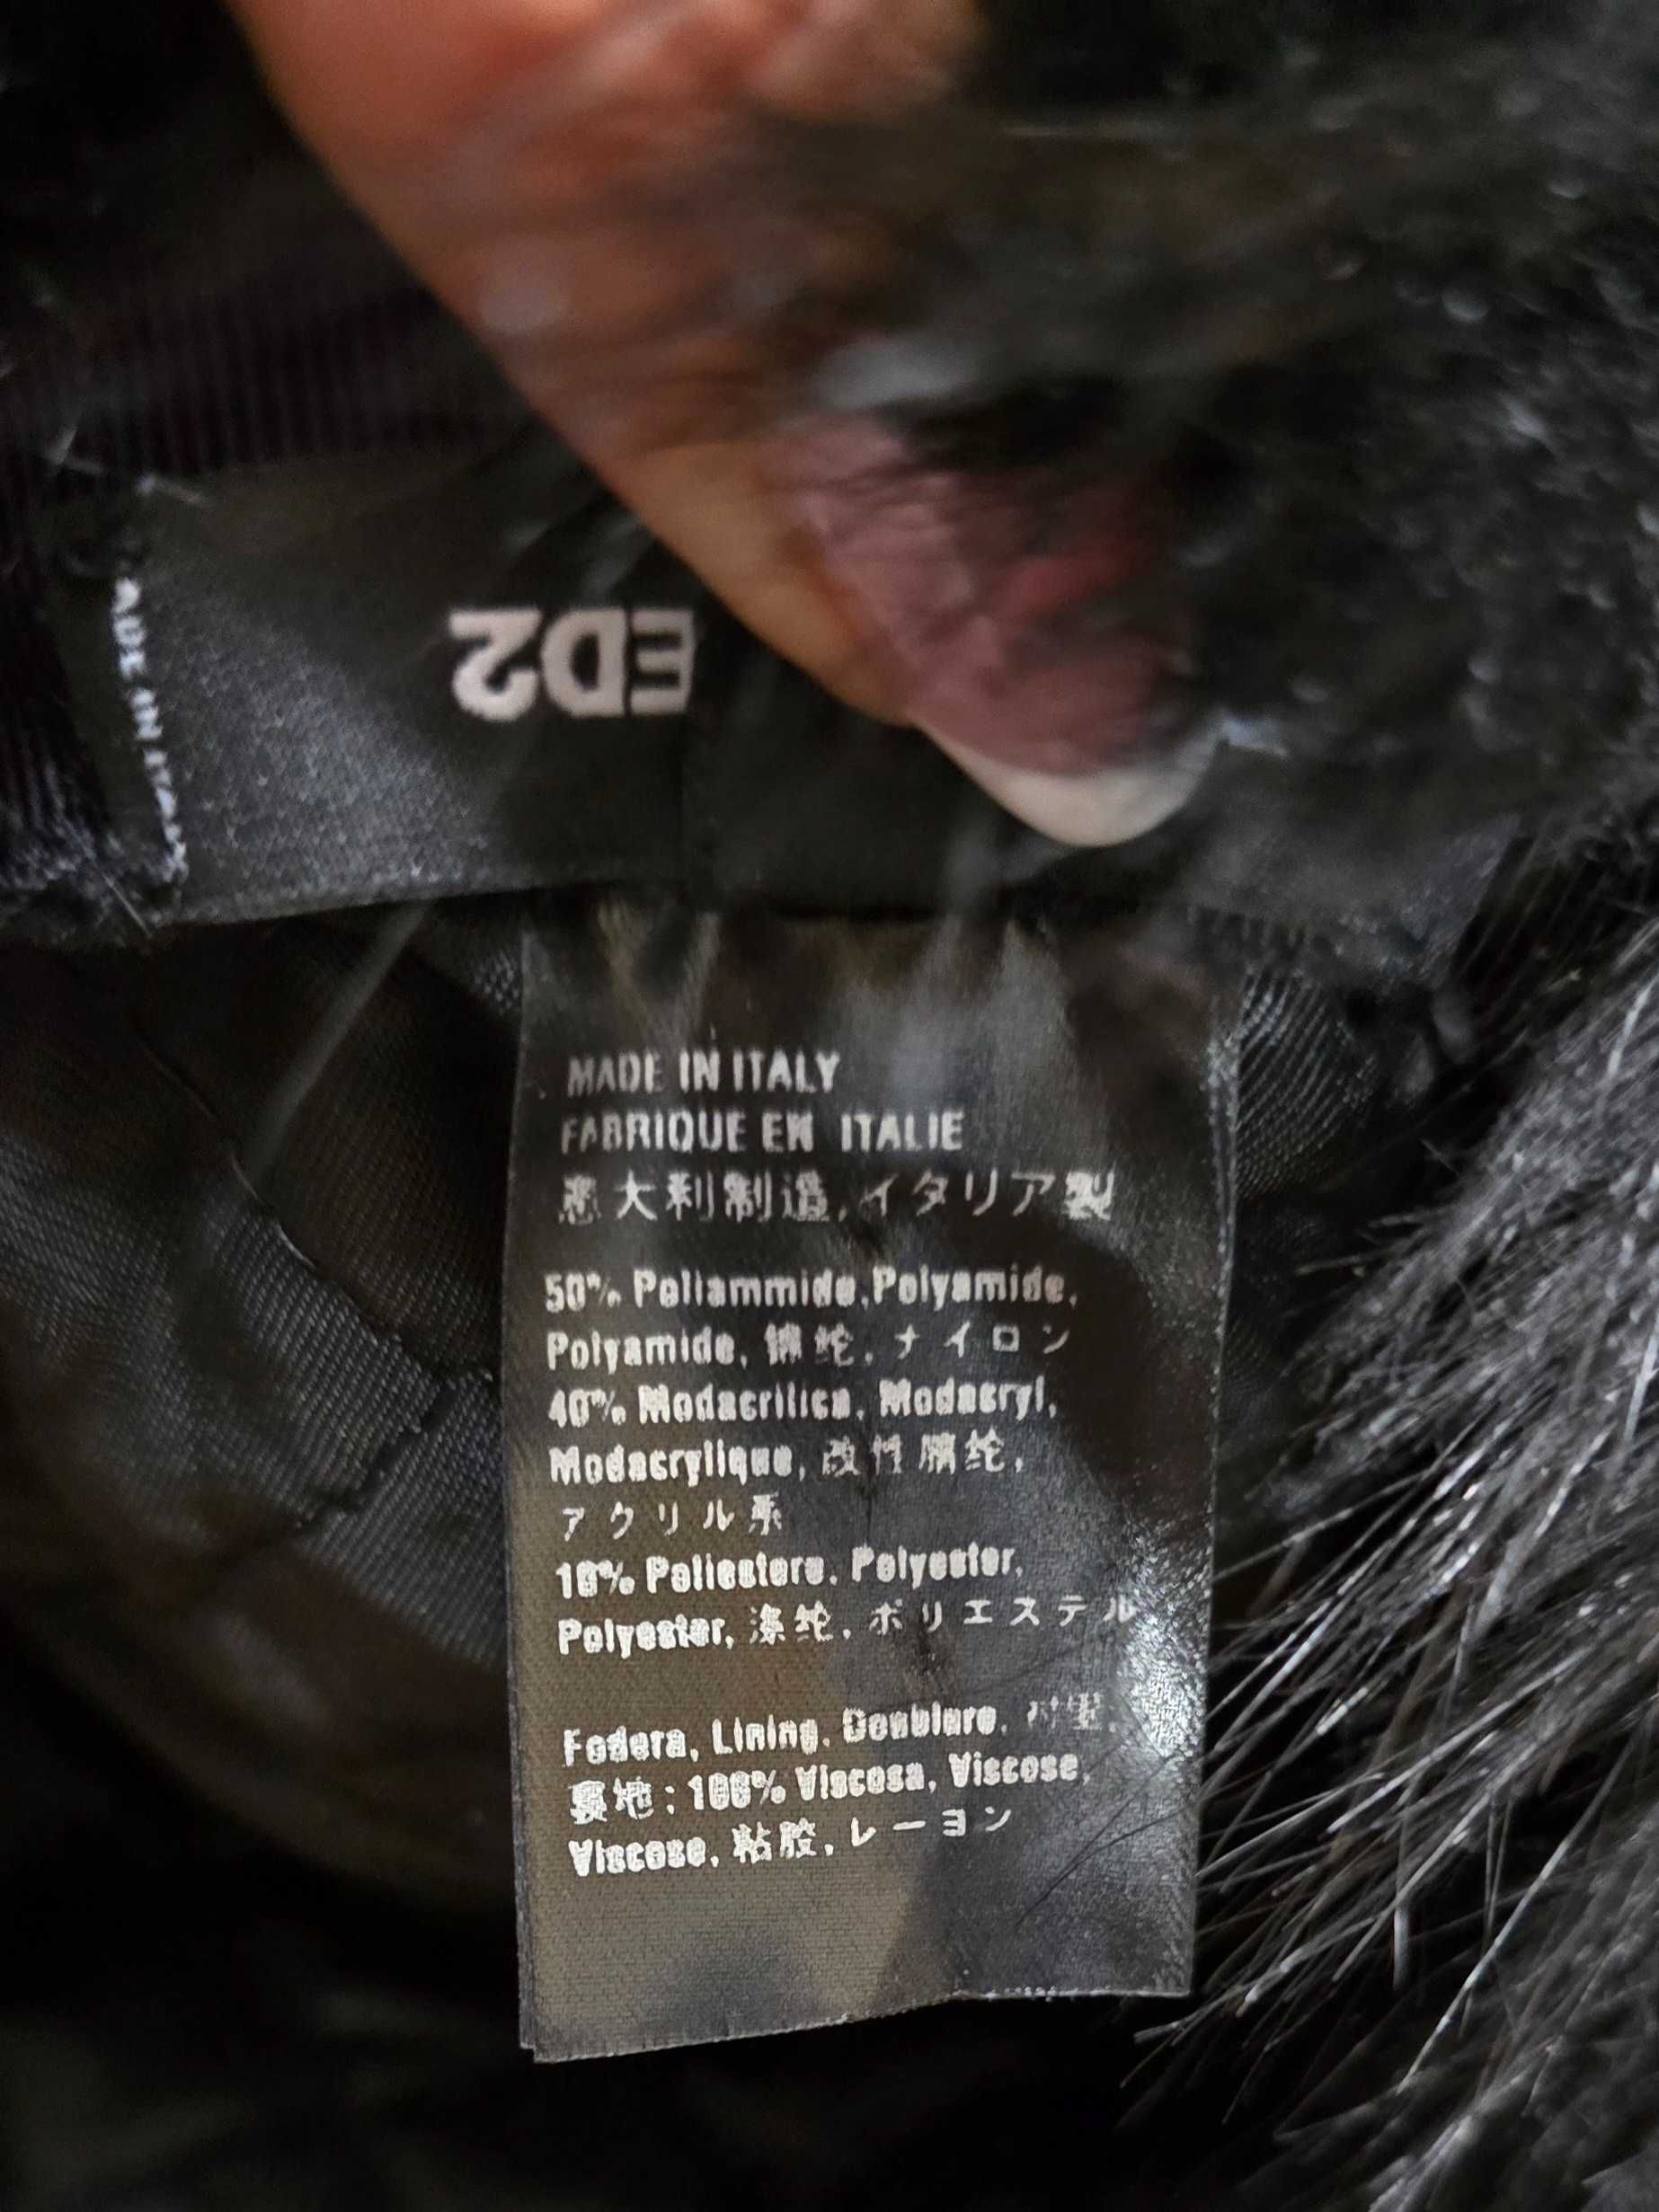 ED2
MADE IN ITALY
MADE IN ITALY
FABRIQUE EN ITALIE
意大利制造,イタリア製
50% Poliammide,Polyamide,
Polyamide, 锦纶, ナイロン
40% Modacrilica, Modacryl,
Modacrylique, 改性腈纶,
アクリル系
10% Poliestere, Polyester,
Polyester, 涤纶, ポリエステル
Fodera, Lining, Doublure, 衬里,
裏地 : 100% Viscosa, Viscose,
Viscose, 粘胶, レーヨン